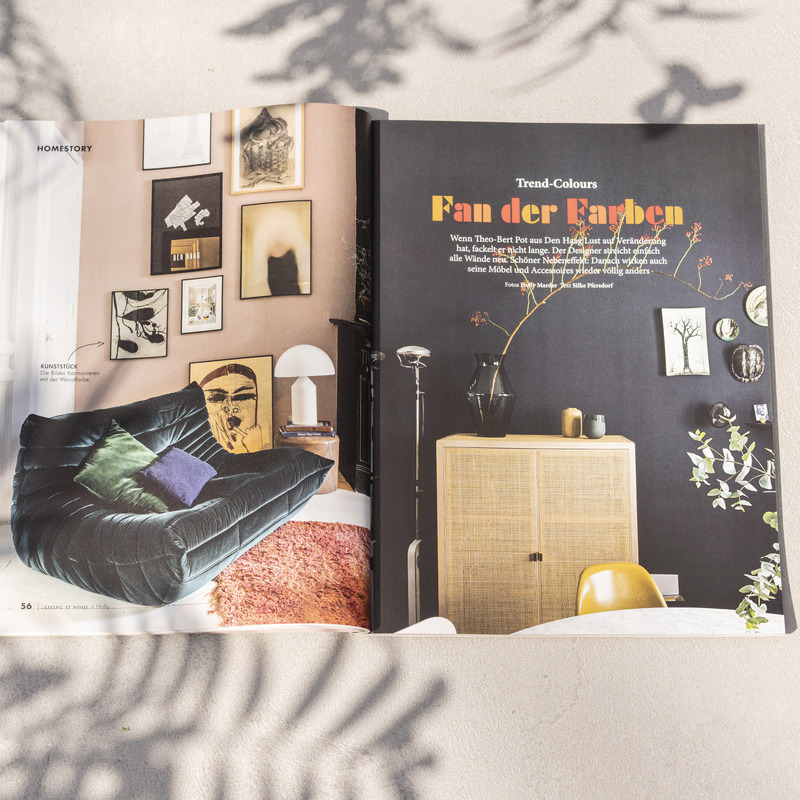 HOMESTORY
DEN HAAG
KUNSTSTÜCK
Die Bilder harmonieren
mit der Wandfarbe.
56 | LIVING AT HOME & Holly
Trend-Colours
Fan der Farben
Wenn Theo-Bert Pot aus Den Haag Lust auf Veränderung
hat, fackelt er nicht lange. Der Designer streicht einfach
alle Wände neu. Schöner Nebeneffekt: Danach wirken auch
seine Möbel und Accessoires wieder völlig anders
Fotos Holly Marder Text Silke Pfersdorf